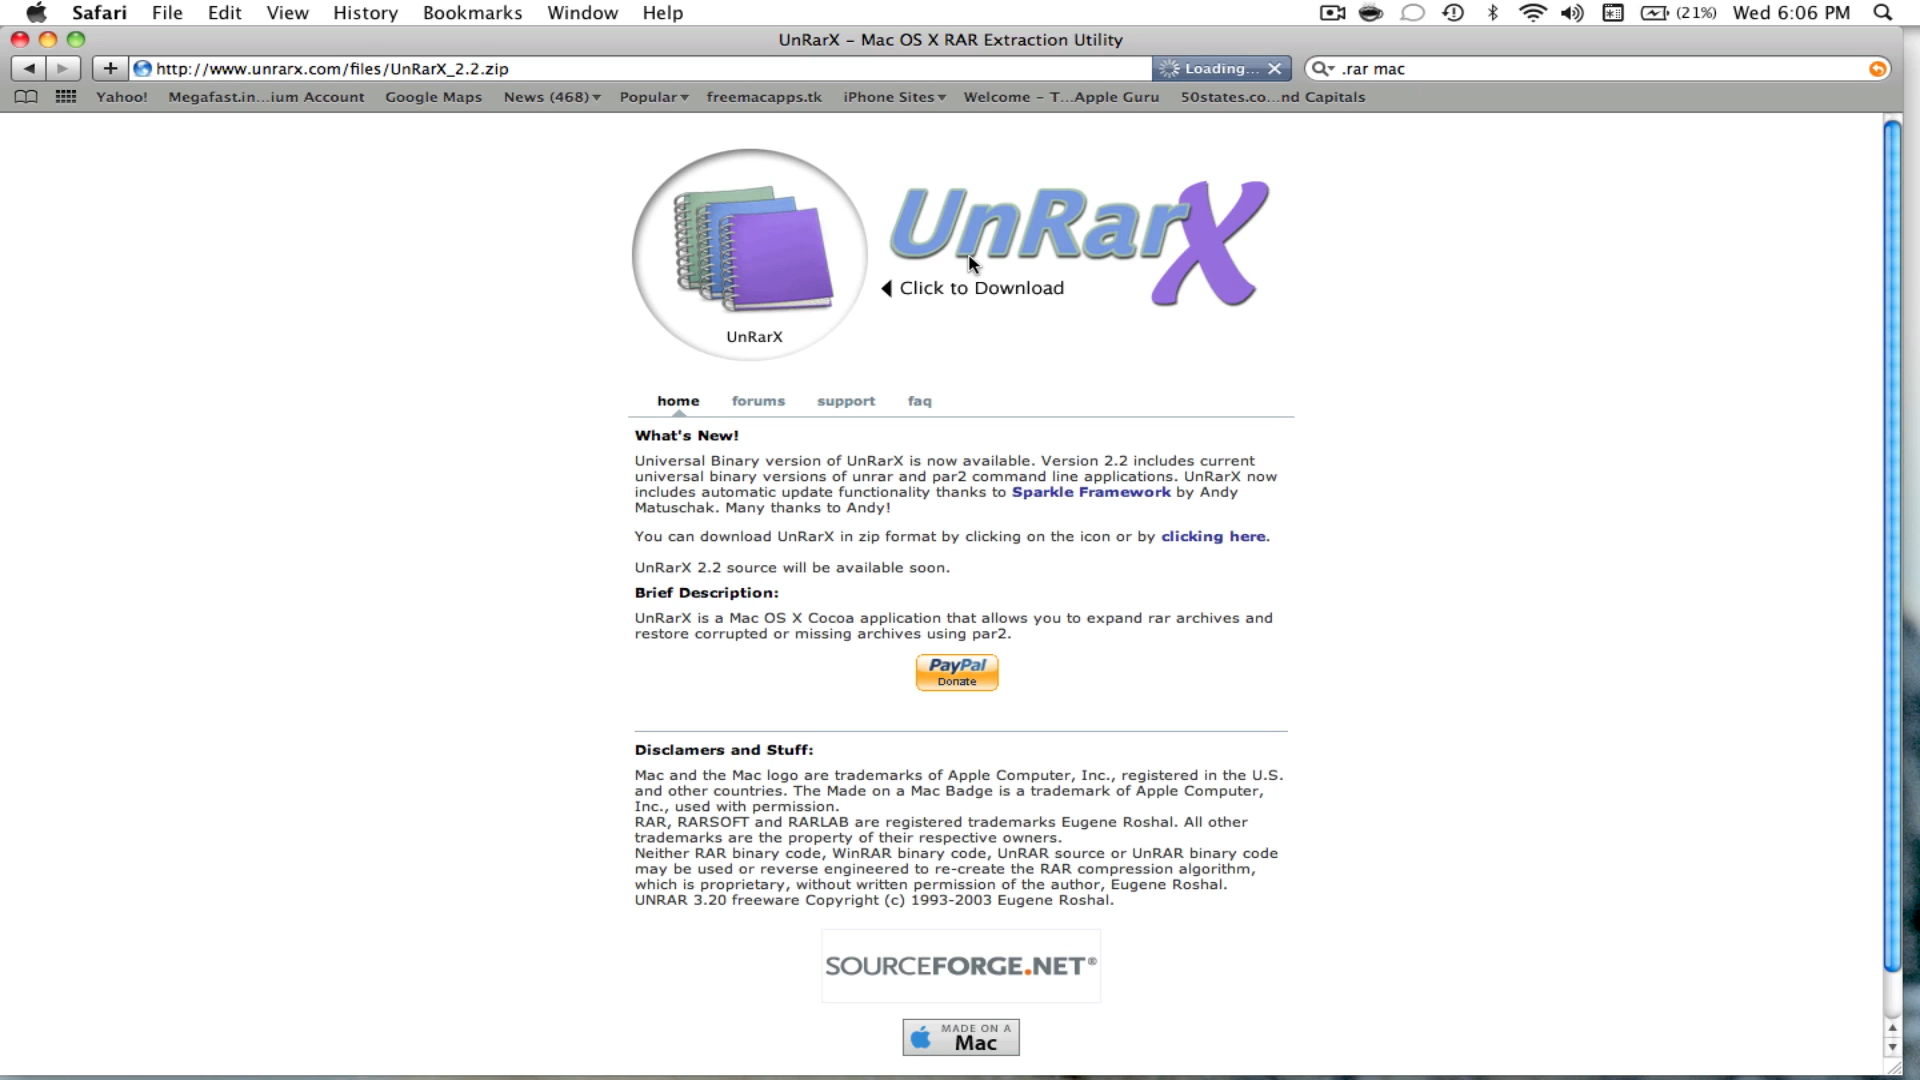 Safari File Edit View History Bookmarks Window Help (21%) Wed 6:06 PM
UnRarX – Mac OS X RAR Extraction Utility
http://www.unrarx.com/files/UnRarX_2.2.zip Loading... .rar mac
Yahoo! Megafast.in...ium Account Google Maps News (468) Popular freemacapps.tk iPhone Sites Welcome – T...Apple Guru 50states.co...nd Capitals
UnRarX
Click to Download
UnRarX
home forums support faq
What's New!
Universal Binary version of UnRarX is now available. Version 2.2 includes current
universal binary versions of unrar and par2 command line applications. UnRarX now
includes automatic update functionality thanks to Sparkle Framework by Andy
Matuschak. Many thanks to Andy!
You can download UnRarX in zip format by clicking on the icon or by clicking here.
UnRarX 2.2 source will be available soon.
Brief Description:
UnRarX is a Mac OS X Cocoa application that allows you to expand rar archives and
restore corrupted or missing archives using par2.
PayPal
Donate
Disclamers and Stuff:
Mac and the Mac logo are trademarks of Apple Computer, Inc., registered in the U.S.
and other countries. The Made on a Mac Badge is a trademark of Apple Computer,
Inc., used with permission.
RAR, RARSOFT and RARLAB are registered trademarks Eugene Roshal. All other
trademarks are the property of their respective owners.
Neither RAR binary code, WinRAR binary code, UnRAR source or UnRAR binary code
may be used or reverse engineered to re-create the RAR compression algorithm,
which is proprietary, without written permission of the author, Eugene Roshal.
UNRAR 3.20 freeware Copyright (c) 1993-2003 Eugene Roshal.
SOURCEFORGE.NET®
MADE ON A
Mac